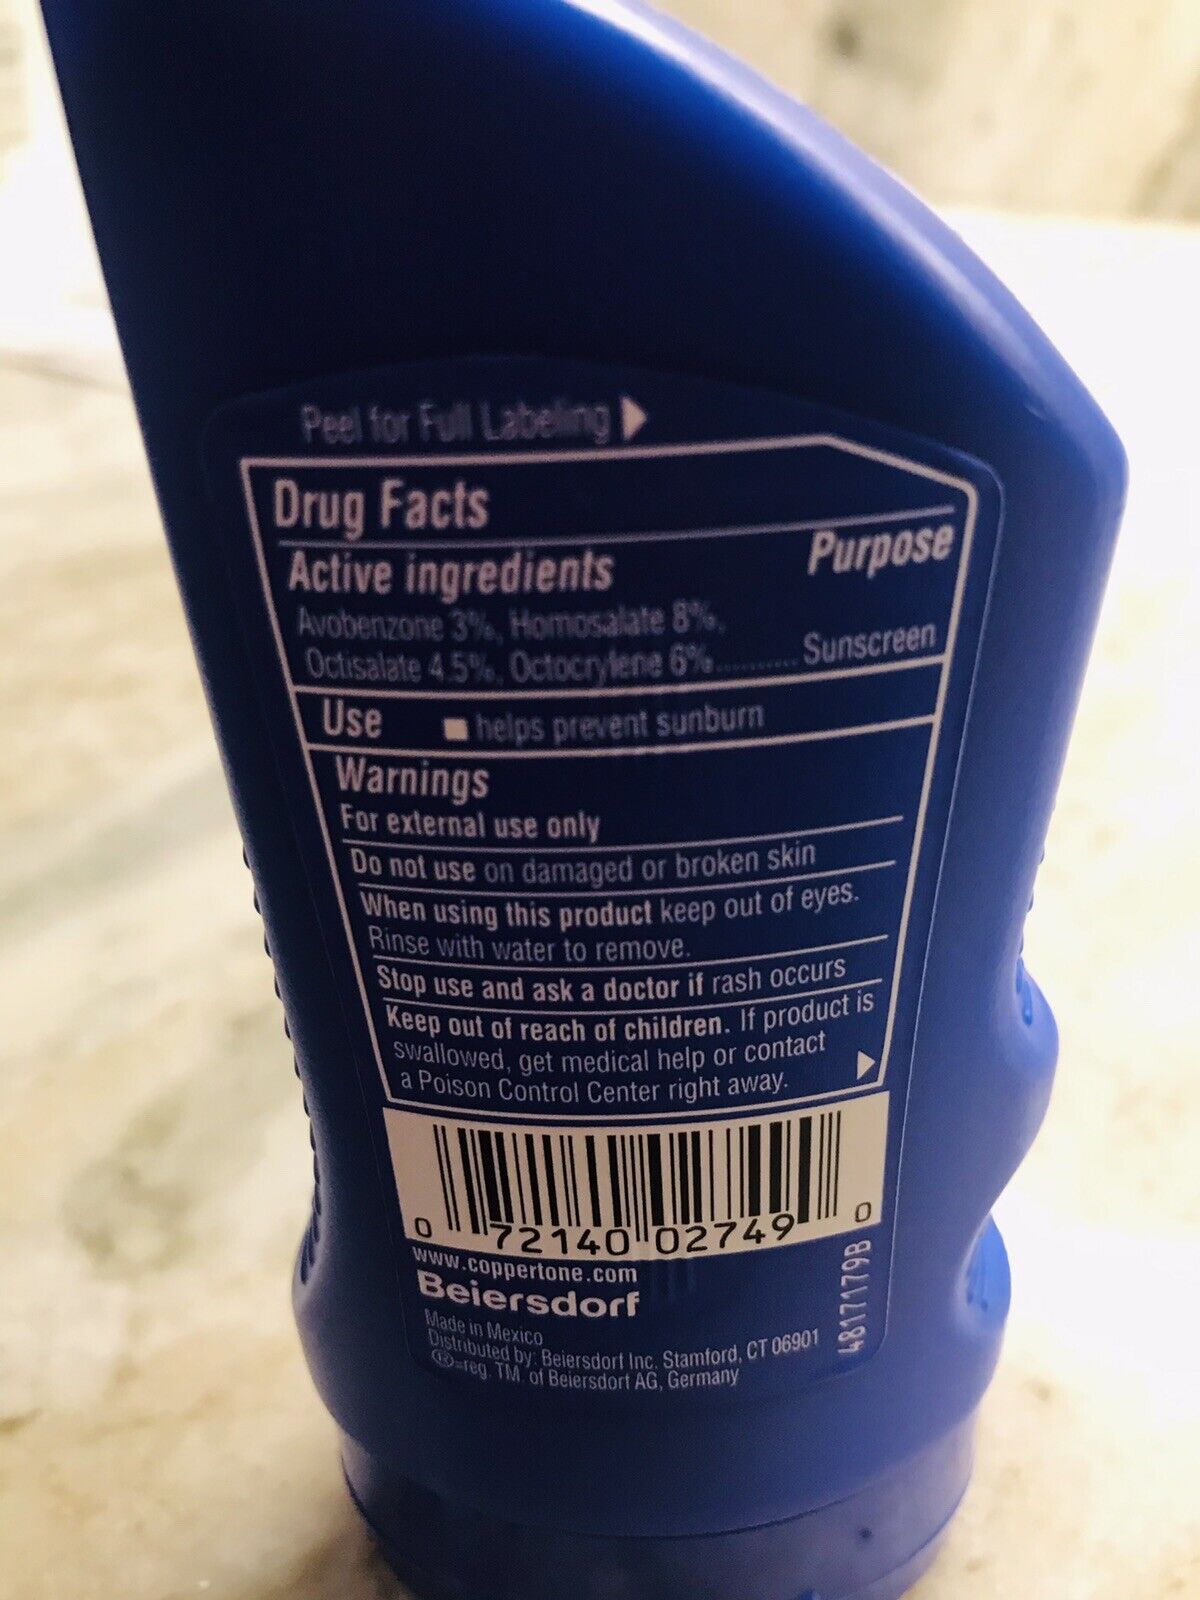 Peel for Full Labeling ▶
Drug Facts
Active ingredients Purpose
Avobenzone 3%, Homosalate 8%,
Octisalate 4.5%, Octocrylene 6%........... Sunscreen
Use ■ helps prevent sunburn
Warnings
For external use only
Do not use on damaged or broken skin
When using this product keep out of eyes.
Rinse with water to remove.
Stop use and ask a doctor if rash occurs
Keep out of reach of children. If product is
swallowed, get medical help or contact
a Poison Control Center right away. ▶
0 72140 02749 0
www.coppertone.com
Beiersdorf
Made in Mexico
Distributed by: Beiersdorf Inc. Stamford, CT 06901
®=reg. TM. of Beiersdorf AG, Germany
48171179B